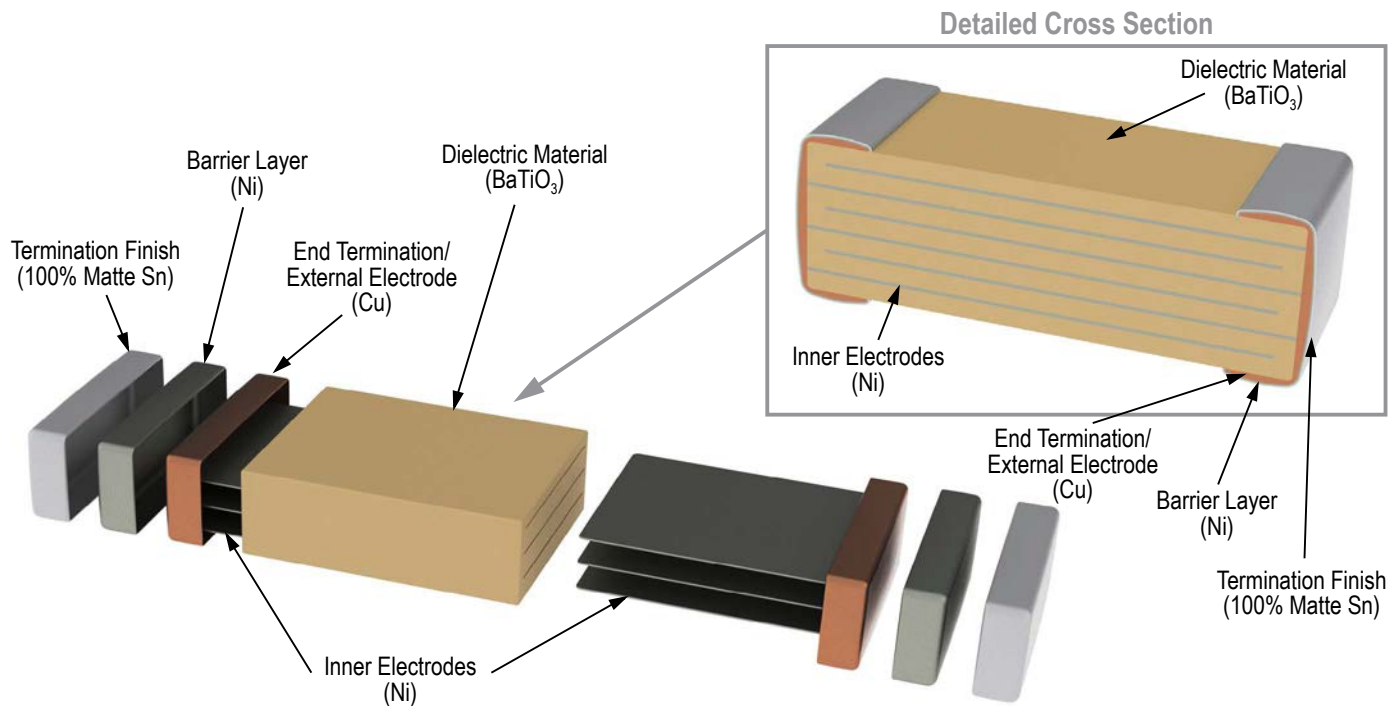 Detailed Cross Section
Dielectric Material
(BaTiO₃)
Inner Electrodes
(Ni)
End Termination/
External Electrode
(Cu)
Barrier Layer
(Ni)
Termination Finish
(100% Matte Sn)
Dielectric Material
(BaTiO₃)
Barrier Layer
(Ni)
End Termination/
External Electrode
(Cu)
Termination Finish
(100% Matte Sn)
Inner Electrodes
(Ni)